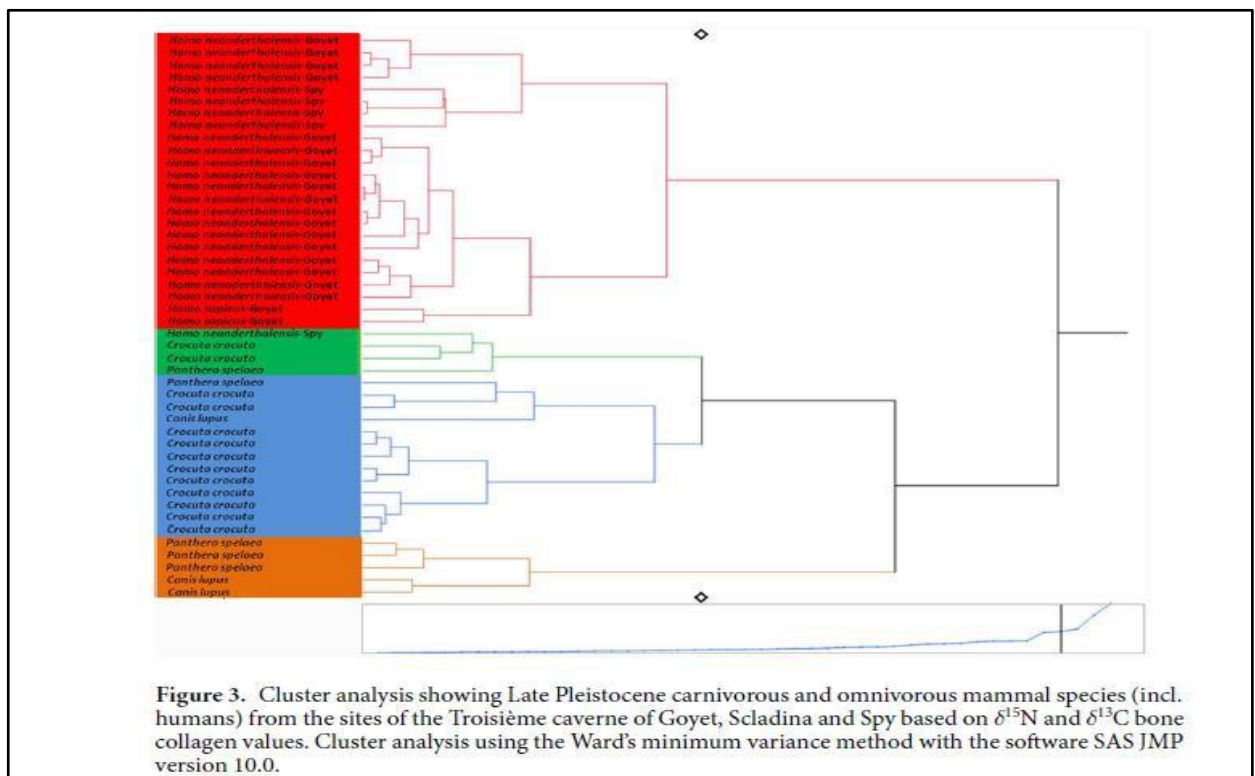 Homo neanderthalensis-Goyet
Homo neanderthalensis-Goyet
Homo neanderthalensis-Goyet
Homo neanderthalensis-Goyet
Homo neanderthalensis-Spy
Homo neanderthalensis-Spy
Homo neanderthalensis-Spy
Homo neanderthalensis-Spy
Homo neanderthalensis-Goyet
Homo neanderthalensis-Goyet
Homo neanderthalensis-Goyet
Homo neanderthalensis-Goyet
Homo neanderthalensis-Goyet
Homo neanderthalensis-Goyet
Homo neanderthalensis-Goyet
Homo neanderthalensis-Goyet
Homo neanderthalensis-Goyet
Homo neanderthalensis-Goyet
Homo neanderthalensis-Goyet
Homo neanderthalensis-Goyet
Homo neanderthalensis-Goyet
Homo neanderthalensis-Goyet
Homo sapiens-Goyet
Homo sapiens-Goyet
Homo neanderthalensis-Spy
Crocuta crocuta
Crocuta crocuta
Panthera spelaea
Panthera spelaea
Crocuta crocuta
Crocuta crocuta
Canis lupus
Crocuta crocuta
Crocuta crocuta
Crocuta crocuta
Crocuta crocuta
Crocuta crocuta
Crocuta crocuta
Crocuta crocuta
Crocuta crocuta
Crocuta crocuta
Panthera spelaea
Panthera spelaea
Panthera spelaea
Canis lupus
Canis lupus
Figure 3. Cluster analysis showing Late Pleistocene carnivorous and omnivorous mammal species (incl.
humans) from the sites of the Troisième caverne of Goyet, Scladina and Spy based on δ¹⁵N and δ¹³C bone
collagen values. Cluster analysis using the Ward’s minimum variance method with the software SAS JMP
version 10.0.